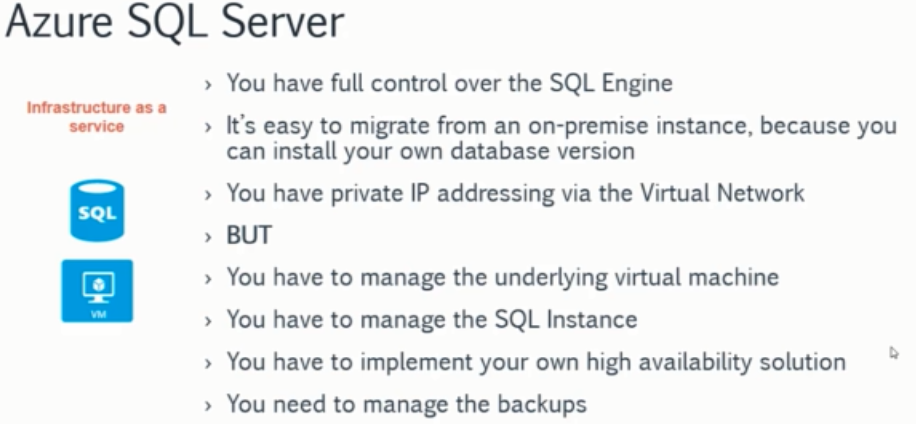 Azure SQL Server
Infrastructure as a
service
SQL
VM
› You have full control over the SQL Engine
› It's easy to migrate from an on-premise instance, because you
can install your own database version
› You have private IP addressing via the Virtual Network
› BUT
› You have to manage the underlying virtual machine
› You have to manage the SQL Instance
› You have to implement your own high availability solution
› You need to manage the backups